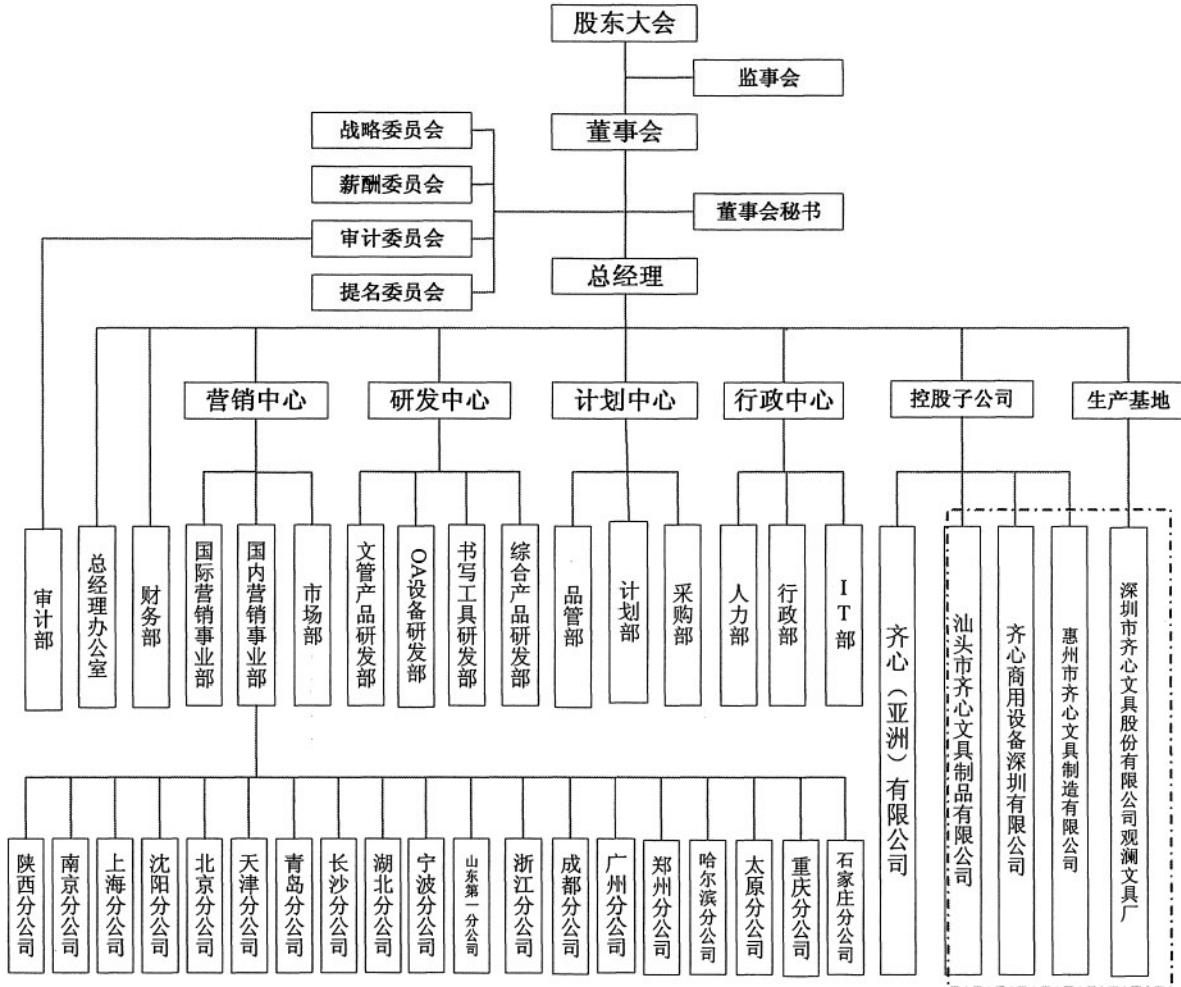 股东大会
监事会
董事会
战略委员会
薪酬委员会
审计委员会
提名委员会
董事会秘书
总经理
营销中心
研发中心
计划中心
行政中心
控股子公司
生产基地
审计部
总经理办公室
财务部
国际营销事业部
国内营销事业部
市场部
文管产品研发部
OA设备研发部
书写工具研发部
综合产品研发部
品管部
计划部
采购部
人力部
行政部
IT部
齐心（亚洲）有限公司
汕头市齐心文具制品有限公司
齐心商用设备深圳有限公司
惠州市齐心文具制造有限公司
深圳市齐心文具股份有限公司观澜文具厂
陕西分公司
南京分公司
上海分公司
沈阳分公司
北京分公司
天津分公司
青岛分公司
长沙分公司
湖北分公司
宁波分公司
山东第一分公司
浙江分公司
成都分公司
广州分公司
郑州分公司
哈尔滨分公司
太原分公司
重庆分公司
石家庄分公司